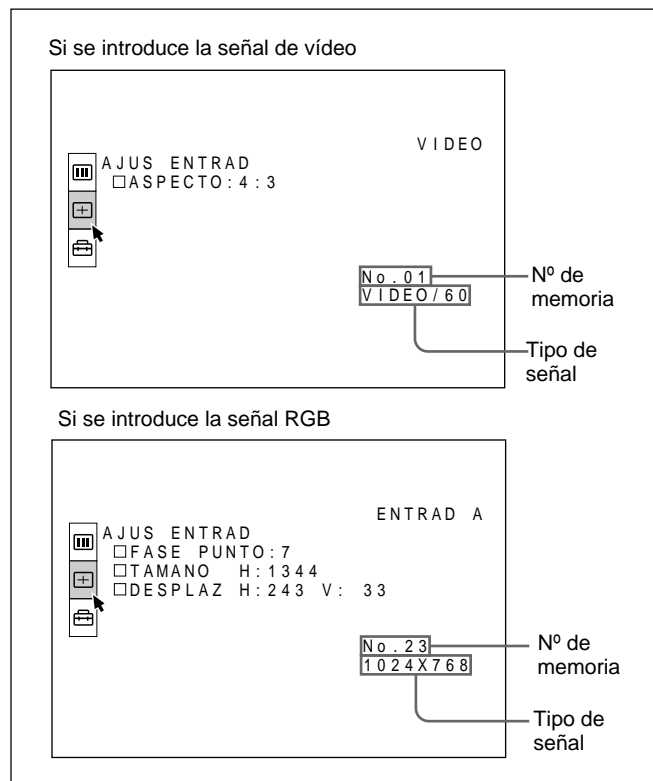 Si se introduce la señal de vídeo
VIDEO
AJUS ENTRAD
□ASPECTO:4:3
No.01
VIDEO/60
Nº de
memoria
Tipo de
señal
Si se introduce la señal RGB
ENTRAD A
AJUS ENTRAD
□FASE PUNTO:7
□TAMANO H:1344
□DESPLAZ H:243 V: 33
No.23
1024X768
Nº de
memoria
Tipo de
señal